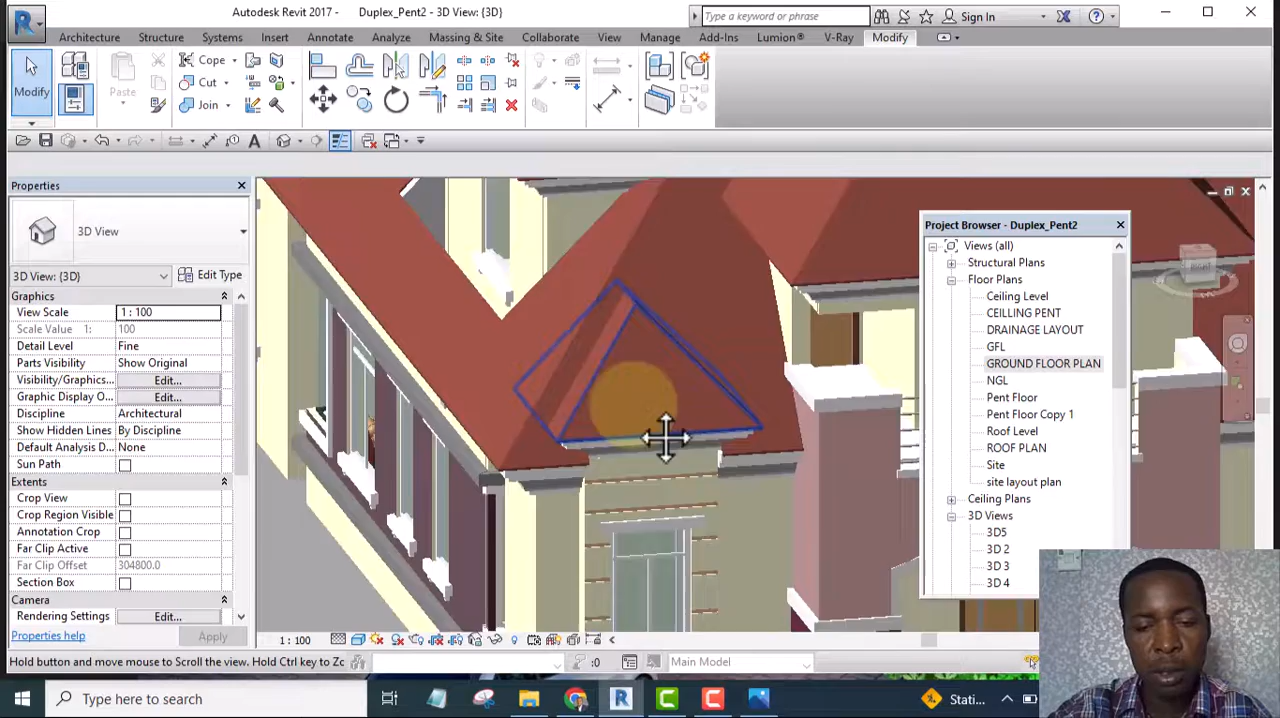 Autodesk Revit 2017 - Duplex_Pent2 - 3D View: {3D}
Type a keyword or phrase
Sign In
Architecture Structure Systems Insert Annotate Analyze Massing & Site Collaborate View Manage Add-Ins Lumion® V-Ray Modify
Modify
Paste
Cope
Cut
Join
Properties
3D View
3D View: {3D}
Edit Type
Graphics
View Scale 1 : 100
Scale Value 1: 100
Detail Level Fine
Parts Visibility Show Original
Visibility/Graphics... Edit...
Graphic Display O... Edit...
Discipline Architectural
Show Hidden Lines By Discipline
Default Analysis D... None
Sun Path
Extents
Crop View
Crop Region Visible
Annotation Crop
Far Clip Active
Far Clip Offset 304800.0
Section Box
Camera
Rendering Settings Edit...
Properties help
Apply
RIGHT
Project Browser - Duplex_Pent2
Views (all)
Structural Plans
Floor Plans
Ceiling Level
CEILLING PENT
DRAINAGE LAYOUT
GFL
GROUND FLOOR PLAN
NGL
Pent Floor
Pent Floor Copy 1
Roof Level
ROOF PLAN
Site
site layout plan
Ceiling Plans
3D Views
3D5
3D 2
3D 3
3D 4
1 : 100
Hold button and move mouse to Scroll the view. Hold Ctrl key to Zc
:0
Main Model
Type here to search
Stati...